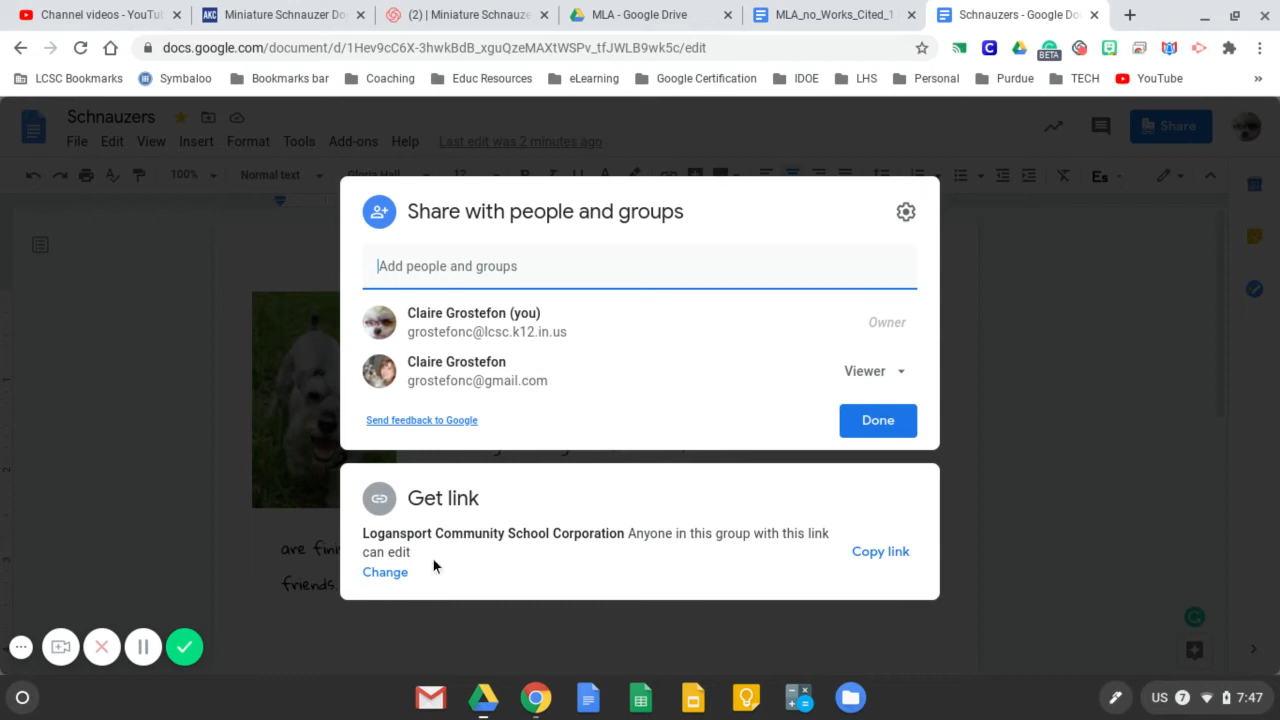 Channel videos - YouTu
Miniature Schnauzer Do
(2) | Miniature Schnauze
MLA - Google Drive
MLA_no_Works_Cited_1
Schnauzers - Google Do
docs.google.com/document/d/1Hev9cC6X-3hwkBdB_xguQzeMAXtWSPv_tfJWLB9wk5c/edit
BETA
LCSC Bookmarks
Symbaloo
Bookmarks bar
Coaching
Educ Resources
eLearning
Google Certification
IDOE
LHS
Personal
Purdue
TECH
YouTube
»
Schnauzers
Share
File Edit View Insert Format Tools Add-ons Help Last edit was 2 minutes ago
100% Normal text 12 Es
Share with people and groups
Add people and groups
Claire Grostefon (you)
grostefonc@lcsc.k12.in.us
Owner
Claire Grostefon
grostefonc@gmail.com
Viewer
Send feedback to Google
Done
Get link
Logansport Community School Corporation Anyone in this group with this link
can edit
Copy link
Change
are
friends
US 7 7:47